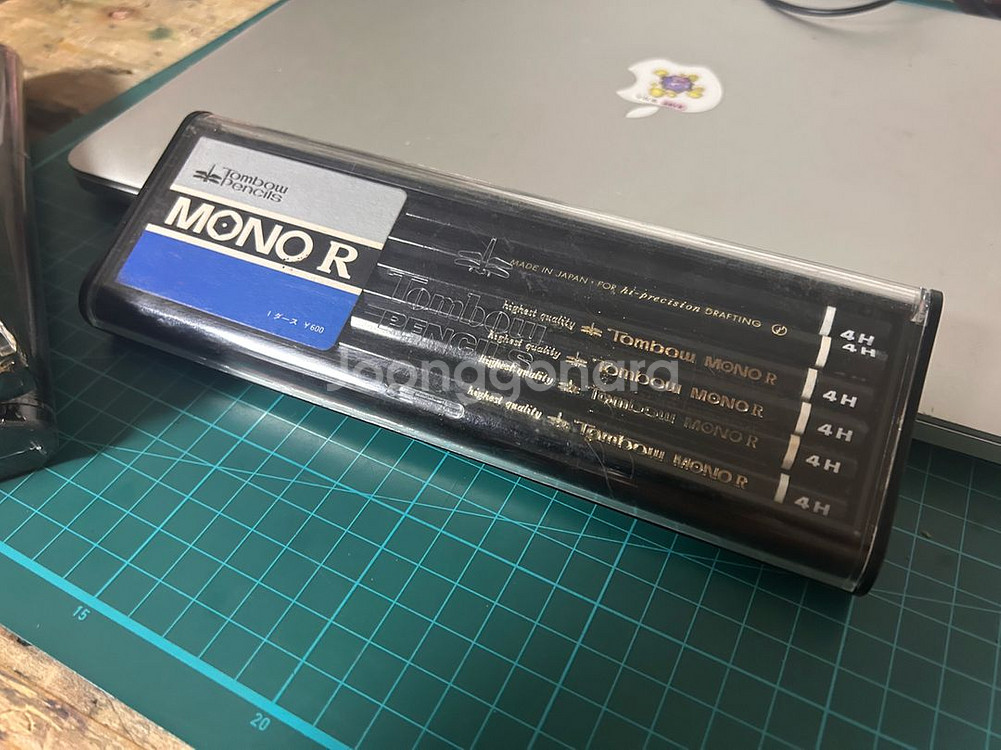 Tombow
Pencils
MONO R
1 ダース ¥600
MADE IN JAPAN · FOR hi-precision DRAFTING
Tombow
PENCILS
highest quality Tombow MONO R 4H
4H
highest quality Tombow MONO R 4H
highest quality Tombow MONO R 4H
highest quality Tombow MONO R 4H
4H
Joonggonara
15
20